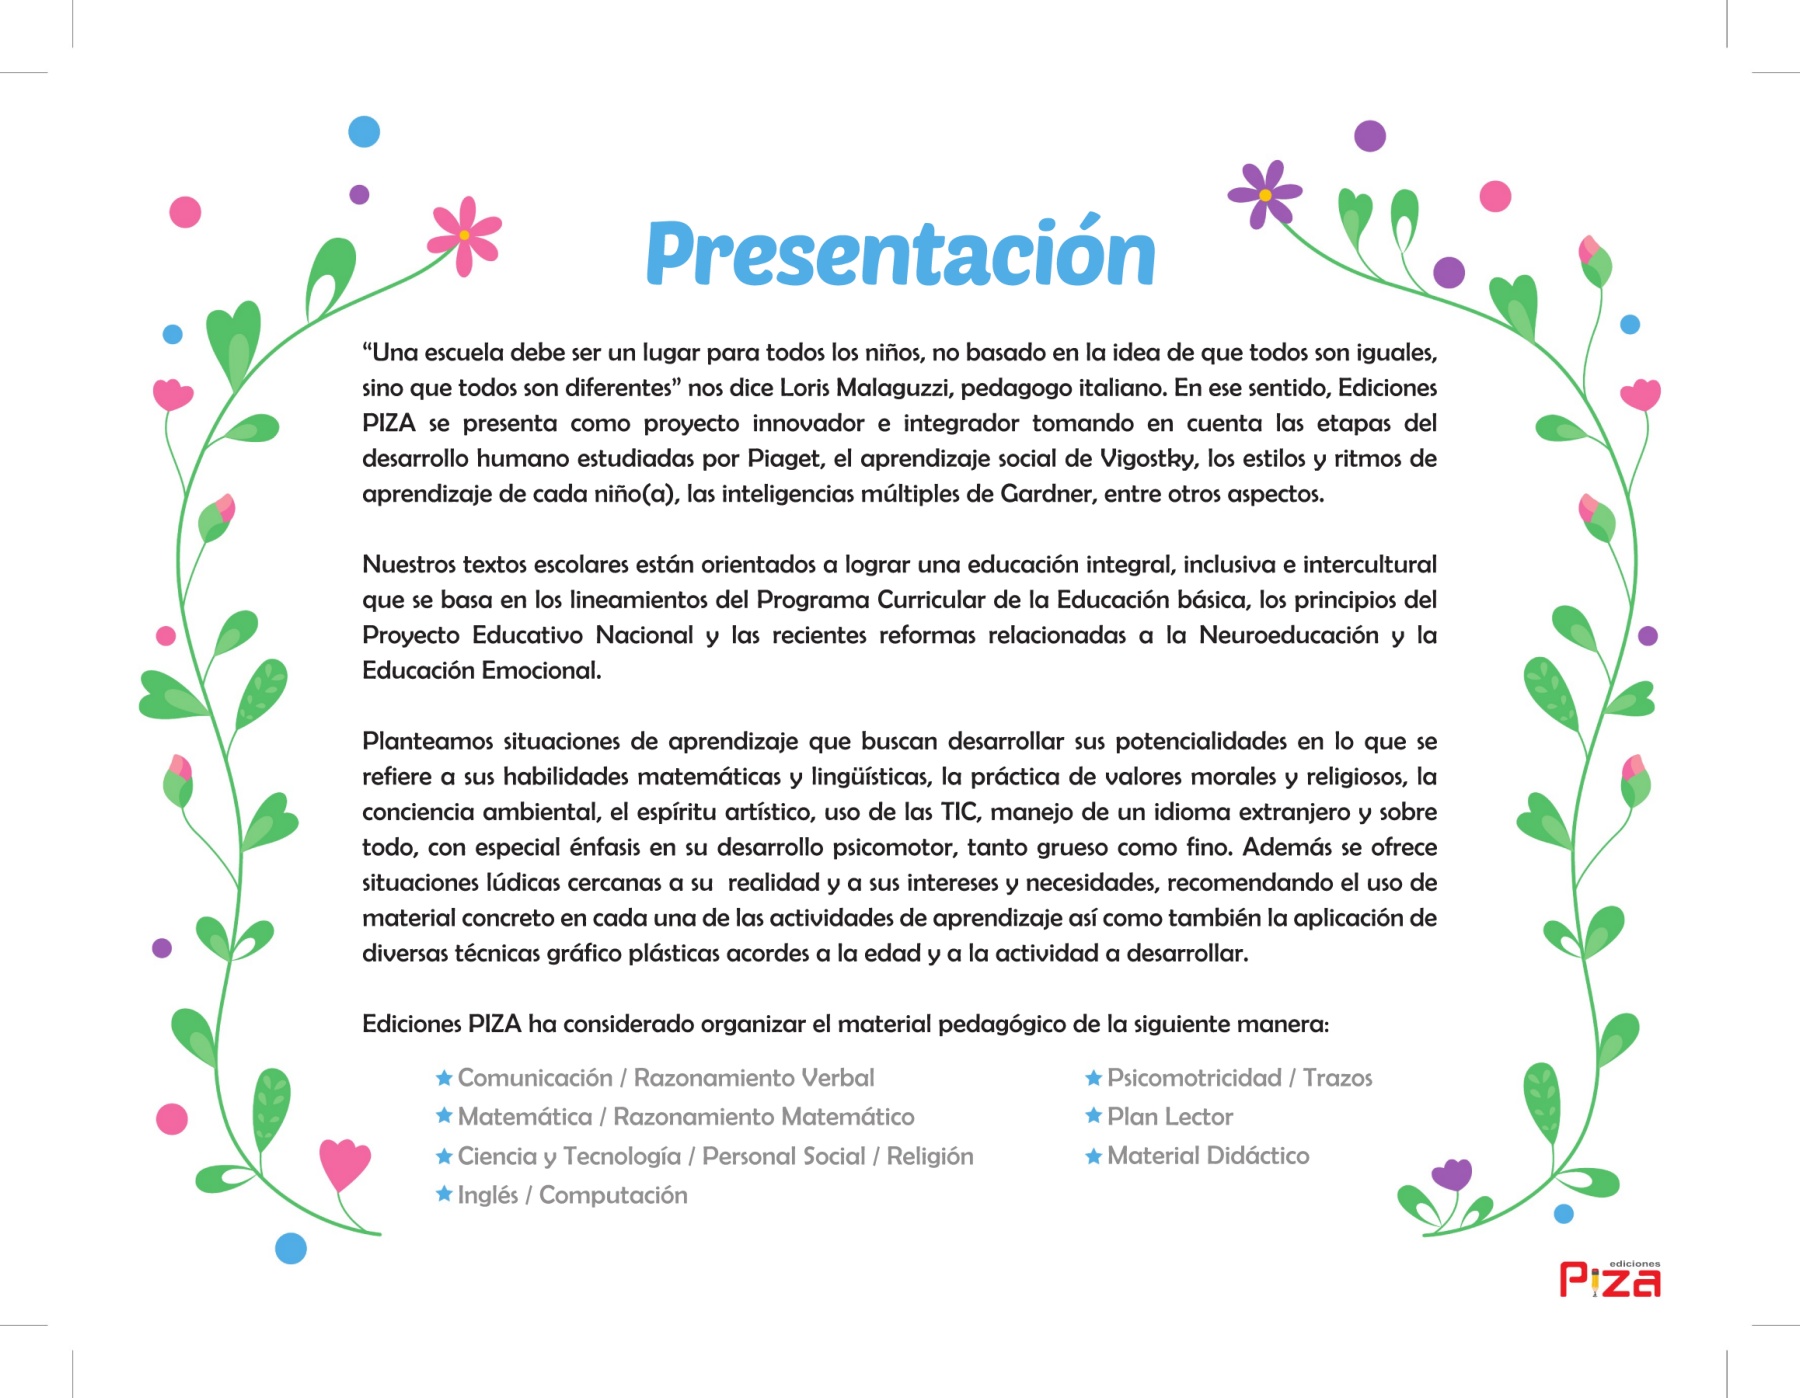 Presentación
“Una escuela debe ser un lugar para todos los niños, no basado en la idea de que todos son iguales,
sino que todos son diferentes” nos dice Loris Malaguzzi, pedagogo italiano. En ese sentido, Ediciones
PIZA se presenta como proyecto innovador e integrador tomando en cuenta las etapas del
desarrollo humano estudiadas por Piaget, el aprendizaje social de Vigostky, los estilos y ritmos de
aprendizaje de cada niño(a), las inteligencias múltiples de Gardner, entre otros aspectos.
Nuestros textos escolares están orientados a lograr una educación integral, inclusiva e intercultural
que se basa en los lineamientos del Programa Curricular de la Educación básica, los principios del
Proyecto Educativo Nacional y las recientes reformas relacionadas a la Neuroeducación y la
Educación Emocional.
Planteamos situaciones de aprendizaje que buscan desarrollar sus potencialidades en lo que se
refiere a sus habilidades matemáticas y lingüísticas, la práctica de valores morales y religiosos, la
conciencia ambiental, el espíritu artístico, uso de las TIC, manejo de un idioma extranjero y sobre
todo, con especial énfasis en su desarrollo psicomotor, tanto grueso como fino. Además se ofrece
situaciones lúdicas cercanas a su realidad y a sus intereses y necesidades, recomendando el uso de
material concreto en cada una de las actividades de aprendizaje así como también la aplicación de
diversas técnicas gráfico plásticas acordes a la edad y a la actividad a desarrollar.
Ediciones PIZA ha considerado organizar el material pedagógico de la siguiente manera:
Comunicación / Razonamiento Verbal
Matemática / Razonamiento Matemático
Ciencia y Tecnología / Personal Social / Religión
Inglés / Computación
Psicomotricidad / Trazos
Plan Lector
Material Didáctico
ediciones
Piza